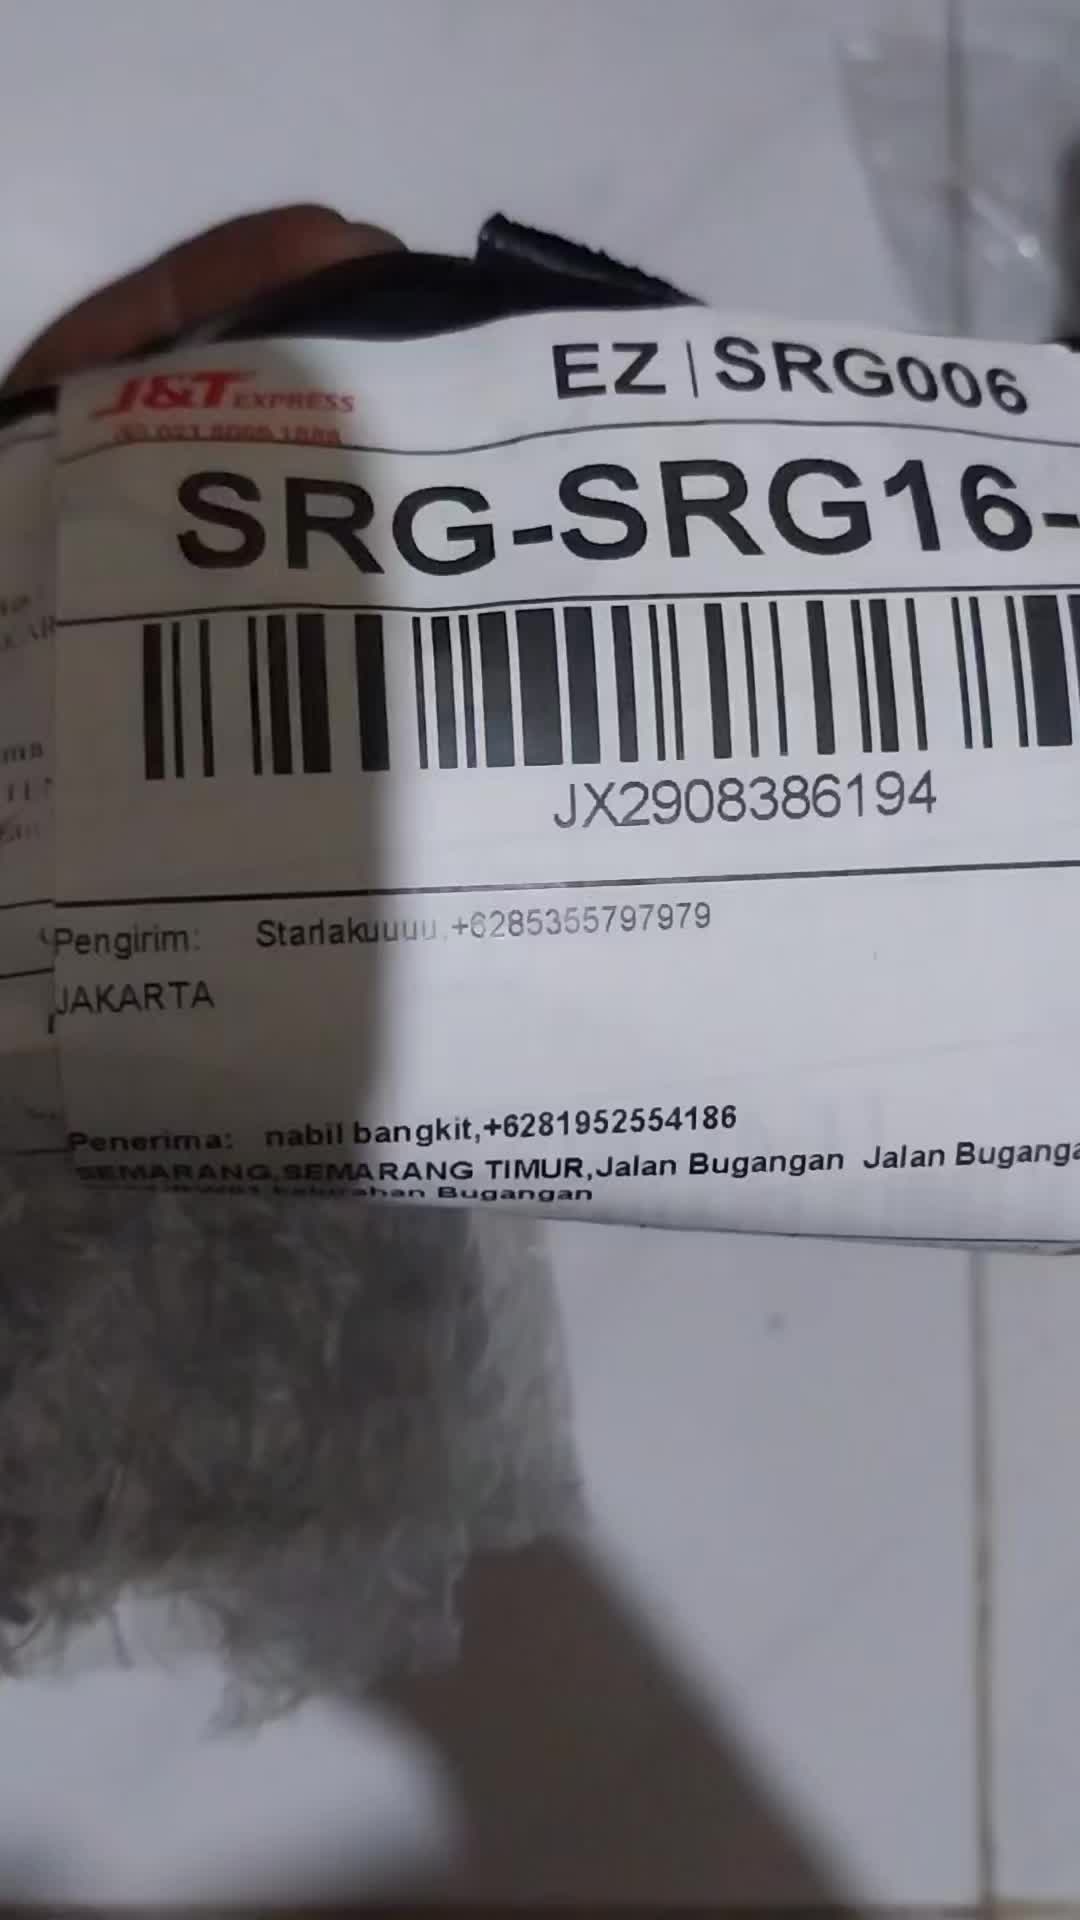 J&T EXPRESS
EZ | SRG006
SRG-SRG16-
JX2908386194
Pengirim: Starlakuuuu,+6285355797979
JAKARTA
Penerima: nabil bangkit,+6281952554186
SEMARANG,SEMARANG TIMUR,Jalan Bugangan Jalan Buganga
Bugangan